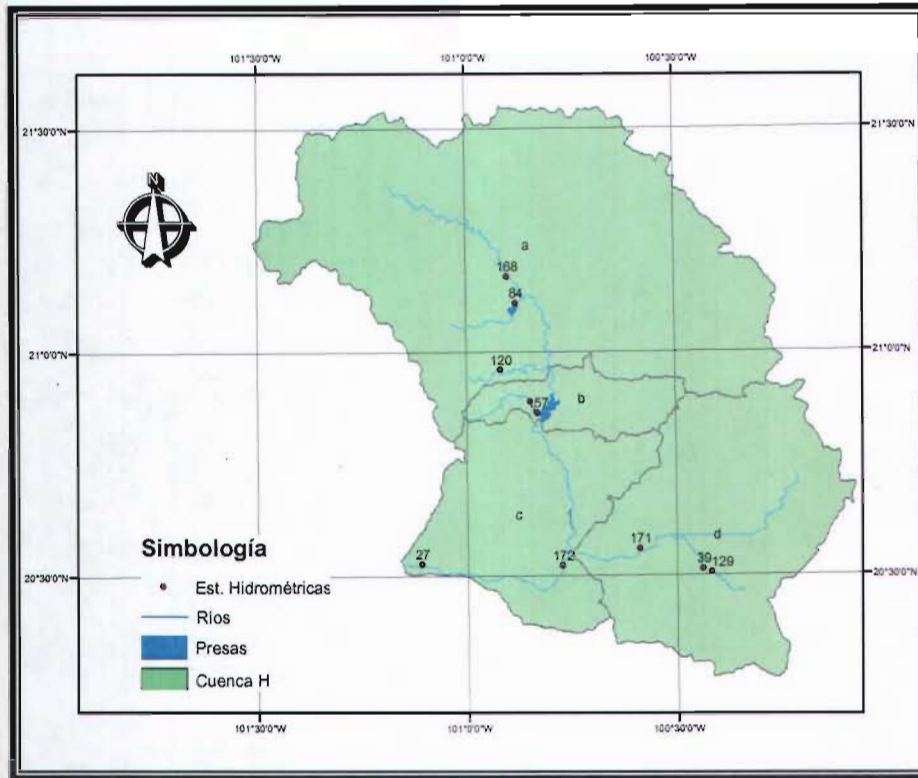 101°30'0"W 101°0'0"W 100°30'0"W
21°30'0"N 21°30'0"N
N
a
168
84
21°0'0"N 21°0'0"N
120
b
57
c
d
171
27 172 39 129
20°30'0"N 20°30'0"N
Simbología
Est. Hidrométricas
Ríos
Presas
Cuenca H
101°30'0"W 101°0'0"W 100°30'0"W